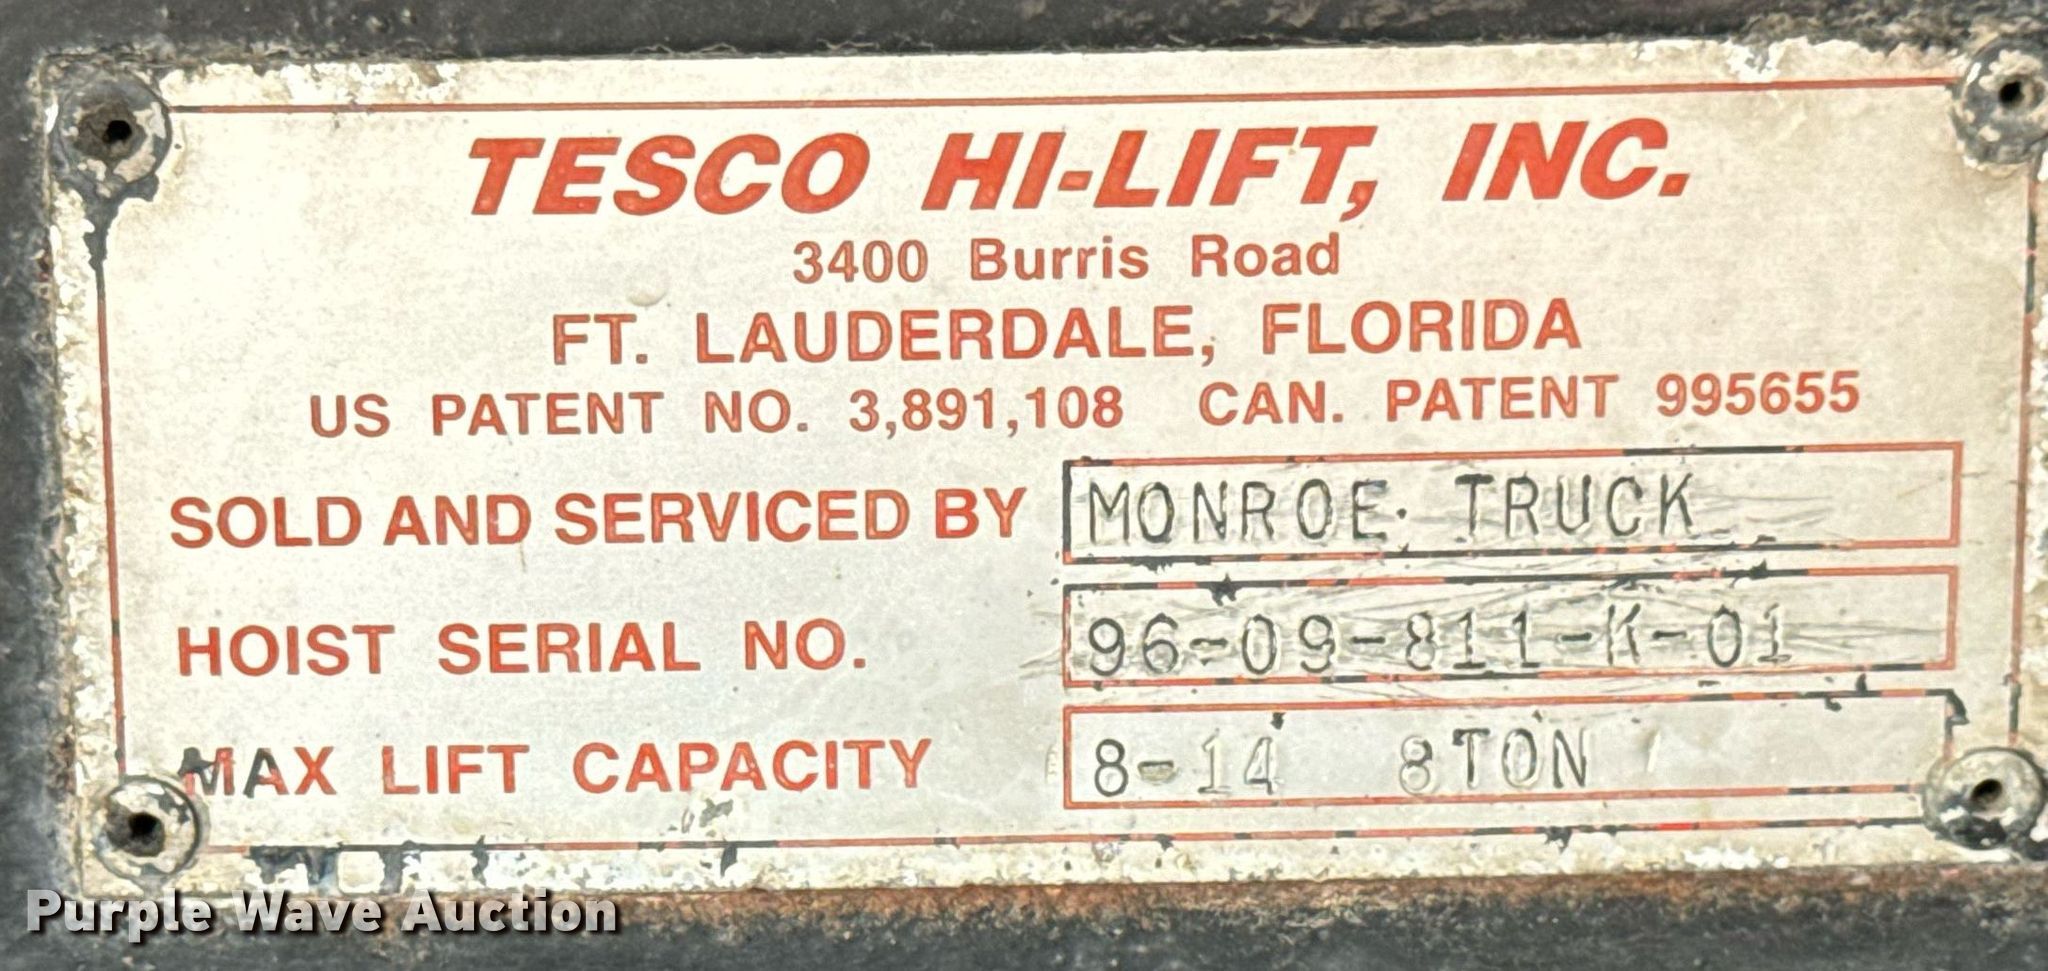 TESCO HI-LIFT, INC.
3400 Burris Road
FT. LAUDERDALE, FLORIDA
US PATENT NO. 3,891,108 CAN. PATENT 995655
SOLD AND SERVICED BY MONROE TRUCK
HOIST SERIAL NO. 96-09-811-K-01
MAX LIFT CAPACITY 8-14 8TON
Purple Wave Auction